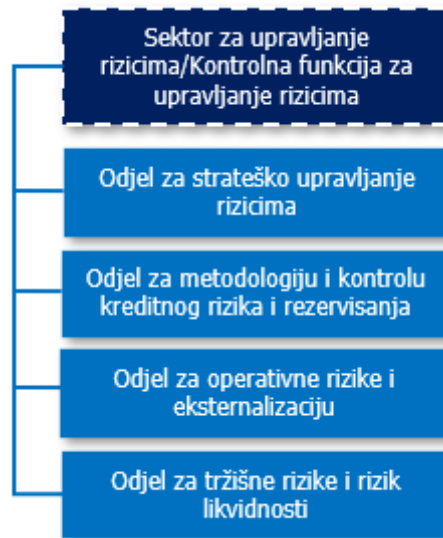 Sektor za upravljanje
rizicima/Kontrolna funkcija za
upravljanje rizicima
Odjel za strateško upravljanje
rizicima
Odjel za metodologiju i kontrolu
kreditnog rizika i rezervisanja
Odjel za operativne rizike i
eksternalizaciju
Odjel za tržišne rizike i rizik
likvidnosti